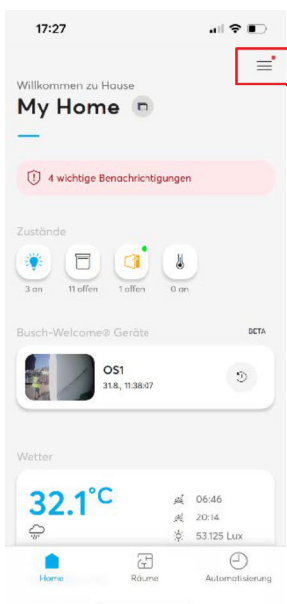 17:27
Willkommen zu Hause
My Home
4 wichtige Benachrichtigungen
Zustände
3 an
11 offen
1 offen
0 an
Busch-Welcome® Geräte
BETA
OS1
31.8., 11:38:07
Wetter
32.1°C
06:46
20:14
53.125 Lux
Home
Räume
Automatisierung